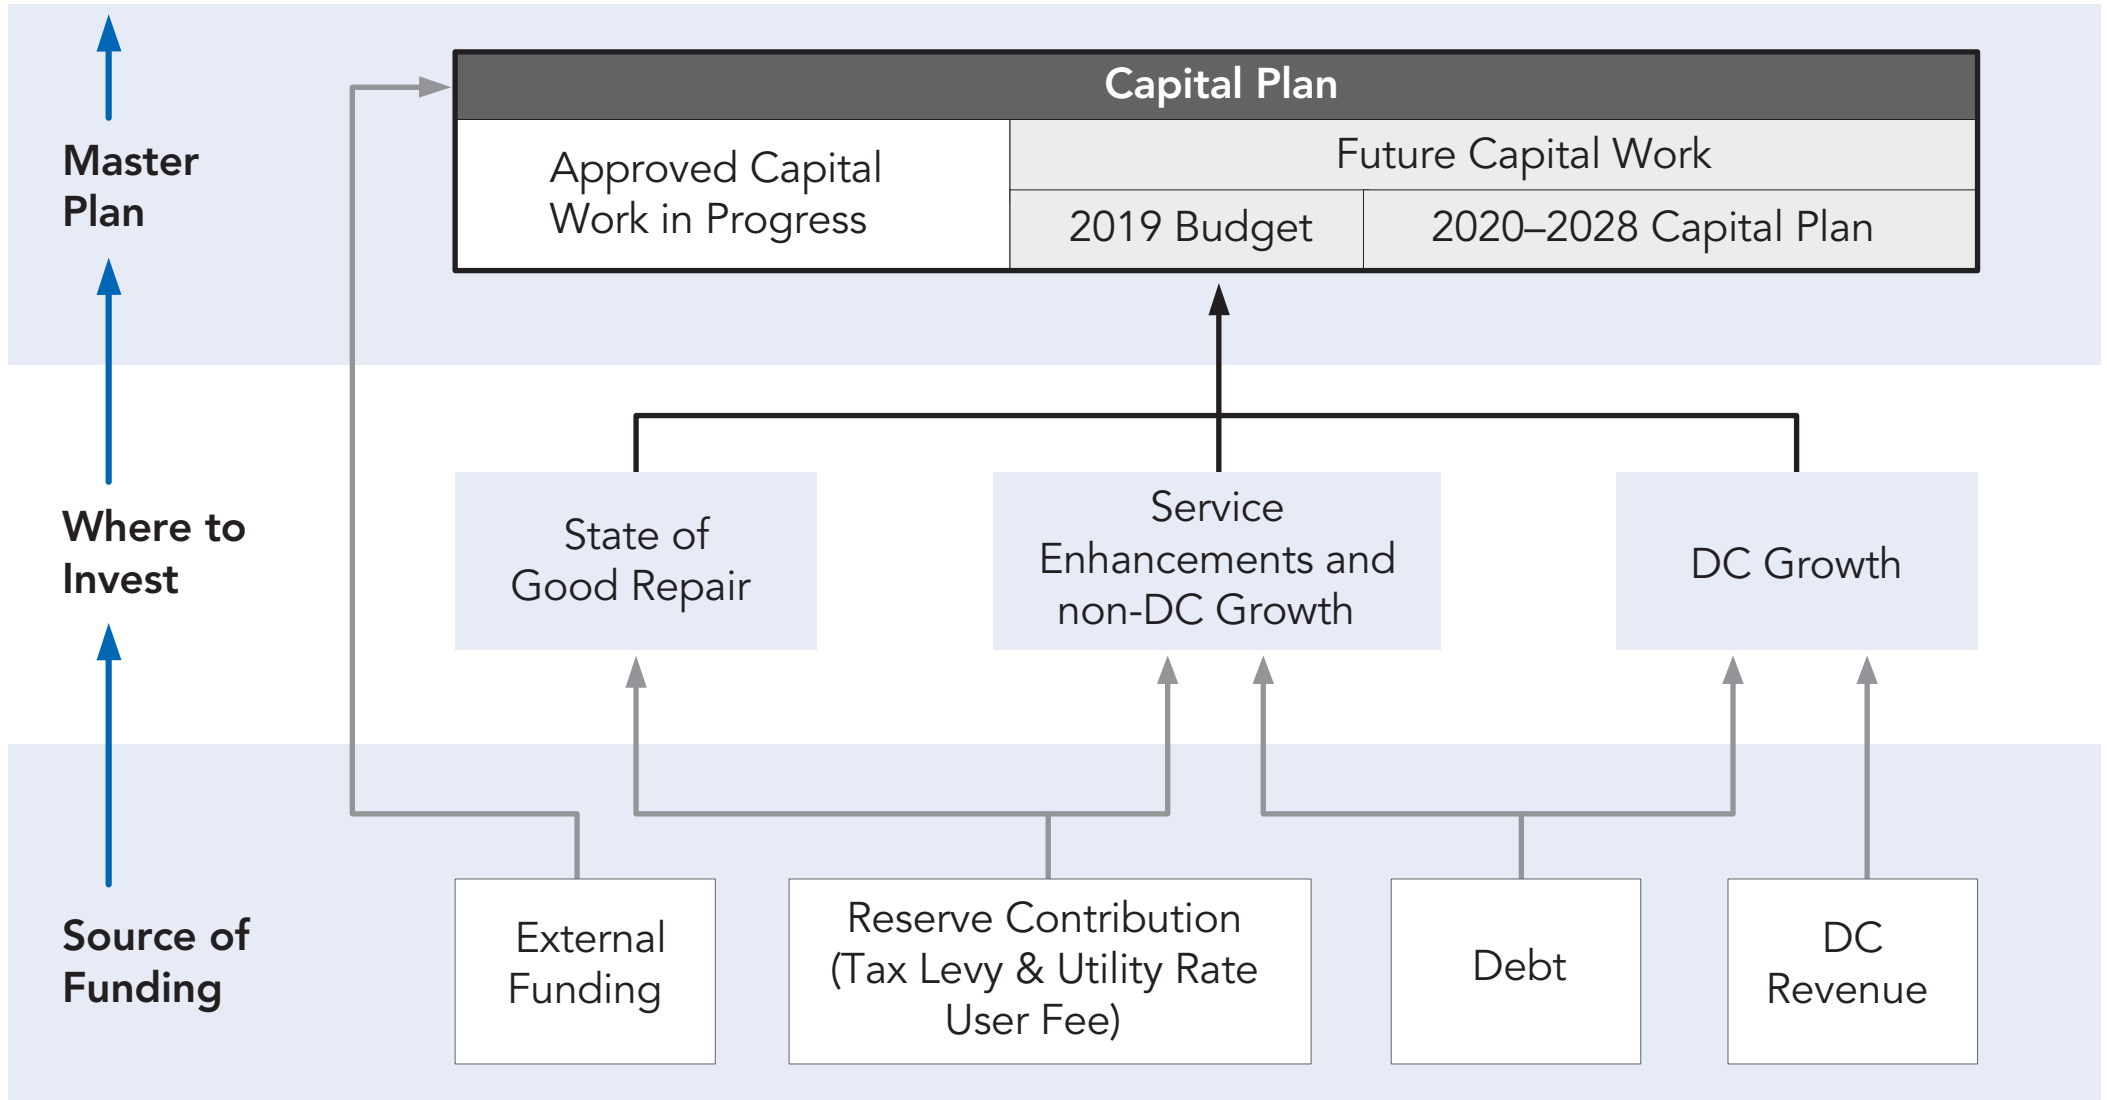 Capital Plan
Master
Plan
Approved Capital
Work in Progress
Future Capital Work
2019 Budget
2020–2028 Capital Plan
Where to
Invest
State of
Good Repair
Service
Enhancements and
non-DC Growth
DC Growth
Source of
Funding
External
Funding
Reserve Contribution
(Tax Levy & Utility Rate
User Fee)
Debt
DC
Revenue